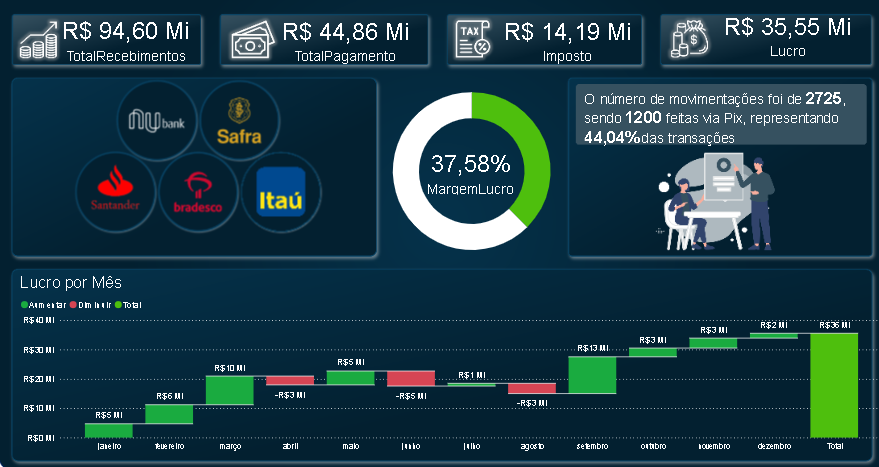 R$ 94,60 Mi
TotalRecebimentos
R$ 44,86 Mi
TotalPagamento
TAX
R$ 14,19 Mi
Imposto
R$ 35,55 Mi
Lucro
nu bank
Safra
Santander
bradesco
Itaú
37,58%
MargemLucro
O número de movimentações foi de 2725,
sendo 1200 feitas via Pix, representando
44,04%das transações
Lucro por Mês
Aumentar Diminuir Total
R$40 Mi
R$30 Mi
R$20 Mi
R$10 Mi
R$0 Mi
R$5 Mi
R$6 Mi
R$10 Mi
-R$3 Mi
R$5 Mi
-R$5 Mi
R$1 Mi
-R$3 Mi
R$13 Mi
R$3 Mi
R$3 Mi
R$2 Mi
R$36 Mi
janeiro fevereiro março abril maio junho julho agosto setembro outubro novembro dezembro Total